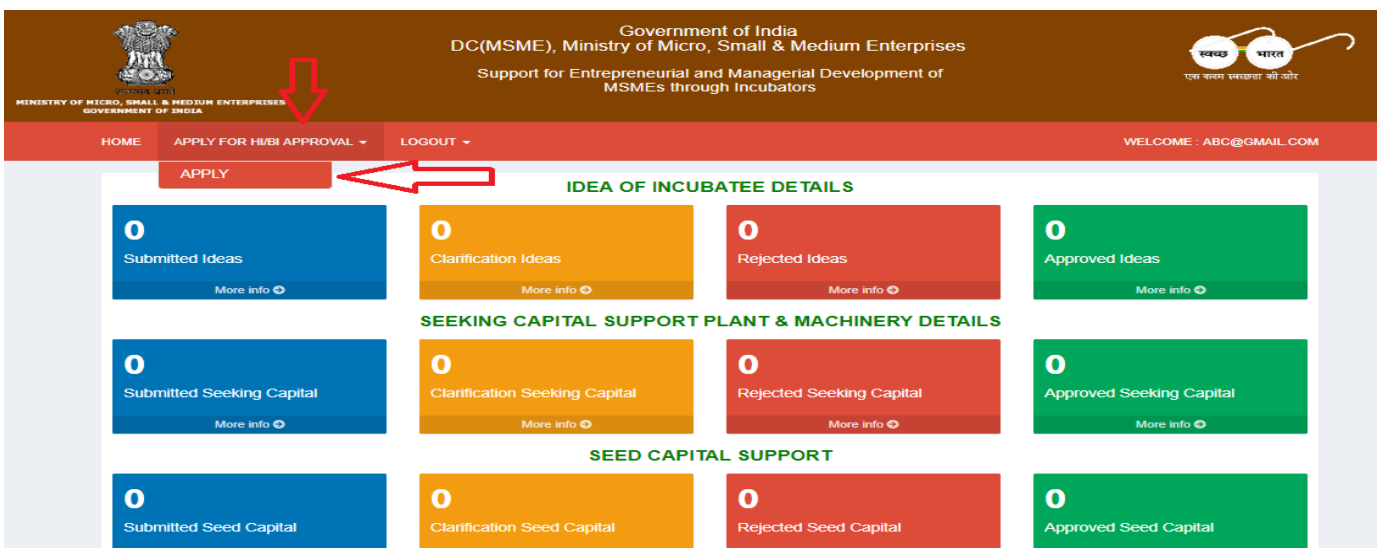 Government of India
DC(MSME), Ministry of Micro, Small & Medium Enterprises
Support for Entrepreneurial and Managerial Development of
MSMEs through Incubators
सत्यमेव जयते
MINISTRY OF MICRO, SMALL & MEDIUM ENTERPRISES
GOVERNMENT OF INDIA
स्वच्छ भारत
एक कदम स्वच्छता की ओर
HOME APPLY FOR HI/BI APPROVAL LOGOUT WELCOME : ABC@GMAIL.COM
APPLY
IDEA OF INCUBATEE DETAILS
0 0 0 0
Submitted Ideas Clarification Ideas Rejected Ideas Approved Ideas
More info More info More info More info
SEEKING CAPITAL SUPPORT PLANT & MACHINERY DETAILS
0 0 0 0
Submitted Seeking Capital Clarification Seeking Capital Rejected Seeking Capital Approved Seeking Capital
More info More info More info More info
SEED CAPITAL SUPPORT
0 0 0 0
Submitted Seed Capital Clarification Seed Capital Rejected Seed Capital Approved Seed Capital